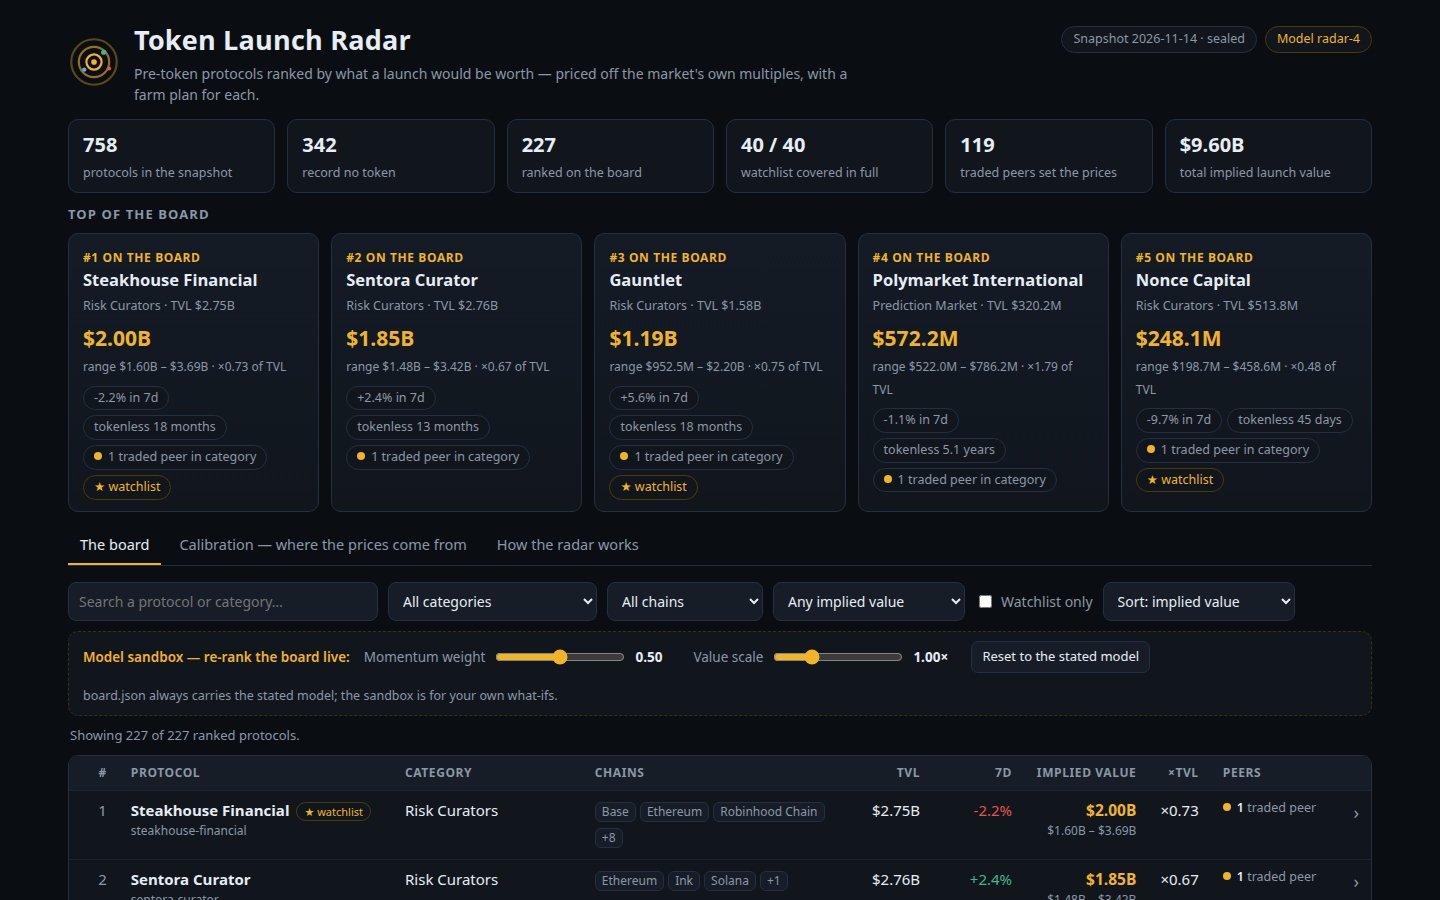 Token Launch Radar
Pre-token protocols ranked by what a launch would be worth — priced off the market's own multiples, with a
farm plan for each.
Snapshot 2026-11-14 · sealed
Model radar-4
758
protocols in the snapshot
342
record no token
227
ranked on the board
40 / 40
watchlist covered in full
119
traded peers set the prices
$9.60B
total implied launch value
TOP OF THE BOARD
#1 ON THE BOARD
Steakhouse Financial
Risk Curators · TVL $2.75B
$2.00B
range $1.60B – $3.69B · ×0.73 of TVL
-2.2% in 7d
tokenless 18 months
1 traded peer in category
★ watchlist
#2 ON THE BOARD
Sentora Curator
Risk Curators · TVL $2.76B
$1.85B
range $1.48B – $3.42B · ×0.67 of TVL
+2.4% in 7d
tokenless 13 months
1 traded peer in category
#3 ON THE BOARD
Gauntlet
Risk Curators · TVL $1.58B
$1.19B
range $952.5M – $2.20B · ×0.75 of TVL
+5.6% in 7d
tokenless 18 months
1 traded peer in category
★ watchlist
#4 ON THE BOARD
Polymarket International
Prediction Market · TVL $320.2M
$572.2M
range $522.0M – $786.2M · ×1.79 of
TVL
-1.1% in 7d
tokenless 5.1 years
1 traded peer in category
#5 ON THE BOARD
Nonce Capital
Risk Curators · TVL $513.8M
$248.1M
range $198.7M – $458.6M · ×0.48 of
TVL
-9.7% in 7d tokenless 45 days
1 traded peer in category
★ watchlist
The board Calibration — where the prices come from How the radar works
Search a protocol or category... All categories All chains Any implied value Watchlist only Sort: implied value
Model sandbox — re-rank the board live: Momentum weight 0.50 Value scale 1.00× Reset to the stated model
board.json always carries the stated model; the sandbox is for your own what-ifs.
Showing 227 of 227 ranked protocols.
# PROTOCOL CATEGORY CHAINS TVL 7D IMPLIED VALUE ×TVL PEERS
1 Steakhouse Financial ★ watchlist Risk Curators Base Ethereum Robinhood Chain $2.75B -2.2% $2.00B ×0.73 1 traded peer ›
steakhouse-financial +8 $1.60B – $3.69B
2 Sentora Curator Risk Curators Ethereum Ink Solana +1 $2.76B +2.4% $1.85B ×0.67 1 traded peer ›
sentora-curator $1.48B – $3.42B